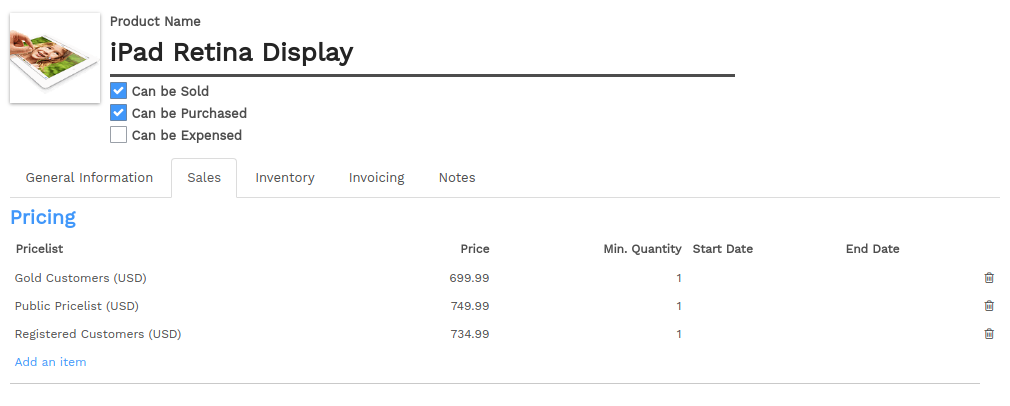 Product Name
iPad Retina Display
Can be Sold
Can be Purchased
Can be Expensed
General Information Sales Inventory Invoicing Notes
Pricing
Pricelist Price Min. Quantity Start Date End Date
Gold Customers (USD) 699.99 1
Public Pricelist (USD) 749.99 1
Registered Customers (USD) 734.99 1
Add an item